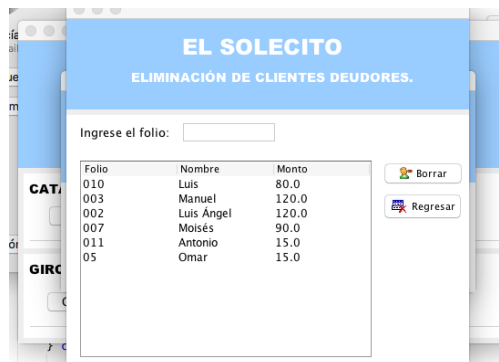 EL SOLECITO
ELIMINACIÓN DE CLIENTES DEUDORES.
Ingrese el folio:
Folio Nombre Monto
010 Luis 80.0
003 Manuel 120.0
002 Luis Ángel 120.0
007 Moisés 90.0
011 Antonio 15.0
05 Omar 15.0
Borrar
Regresar